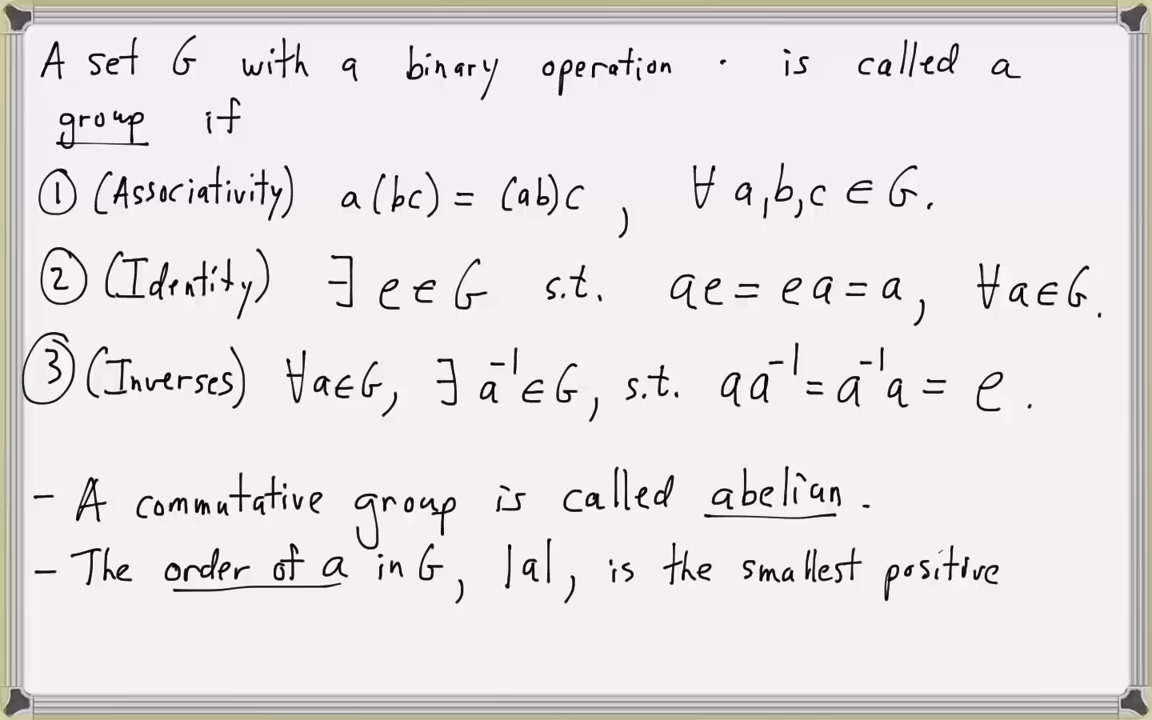 A set G with a binary operation · is called a
group if
① (Associativity) a(bc) = (ab)c , ∀ a,b,c ∈ G.
② (Identity) ∃ e ∈ G s.t. ae = ea = a, ∀a∈G.
③ (Inverses) ∀a∈G, ∃ a⁻¹ ∈ G, s.t. aa⁻¹ = a⁻¹a = e.
- A commutative group is called abelian.
- The order of a in G, |a|, is the smallest positive